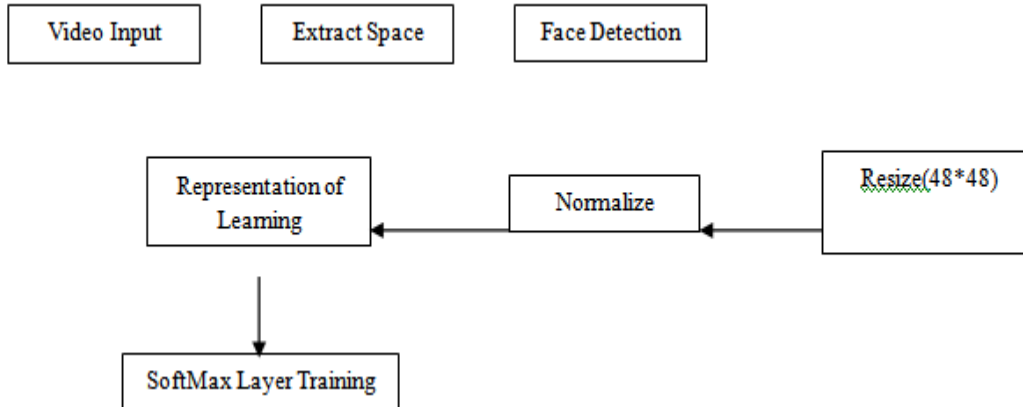 Video Input
Extract Space
Face Detection
Representation of
Learning
Normalize
Resize(48*48)
SoftMax Layer Training